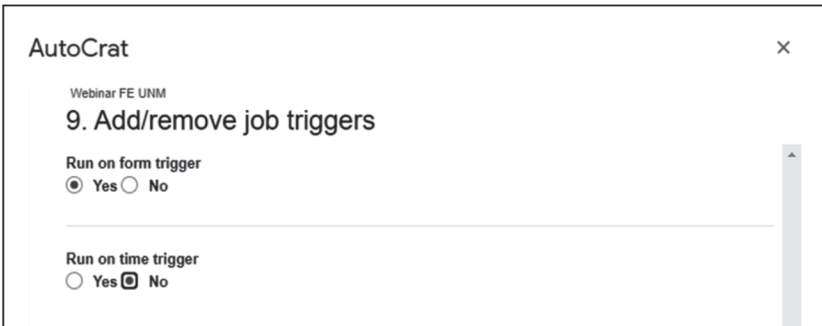 AutoCrat
Webinar FE UNM
9. Add/remove job triggers
Run on form trigger
Yes No
Run on time trigger
Yes No